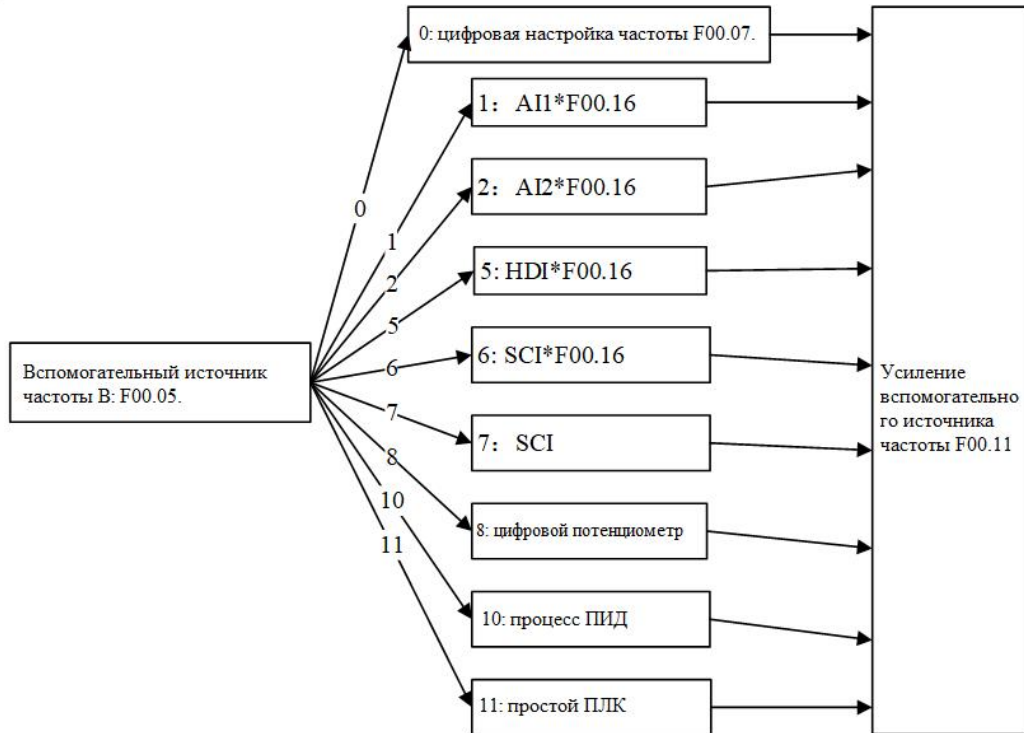 0: цифровая настройка частоты F00.07.
1: AI1*F00.16
2: AI2*F00.16
0
1
2
5: HDI*F00.16
5
6: SCI*F00.16
6
Вспомогательный источник
частоты B: F00.05.
Усиление
вспомогательно
го источника
частоты F00.11
7
7: SCI
8
10
8: цифровой потенциометр
11
10: процесс ПИД
11: простой ПЛК